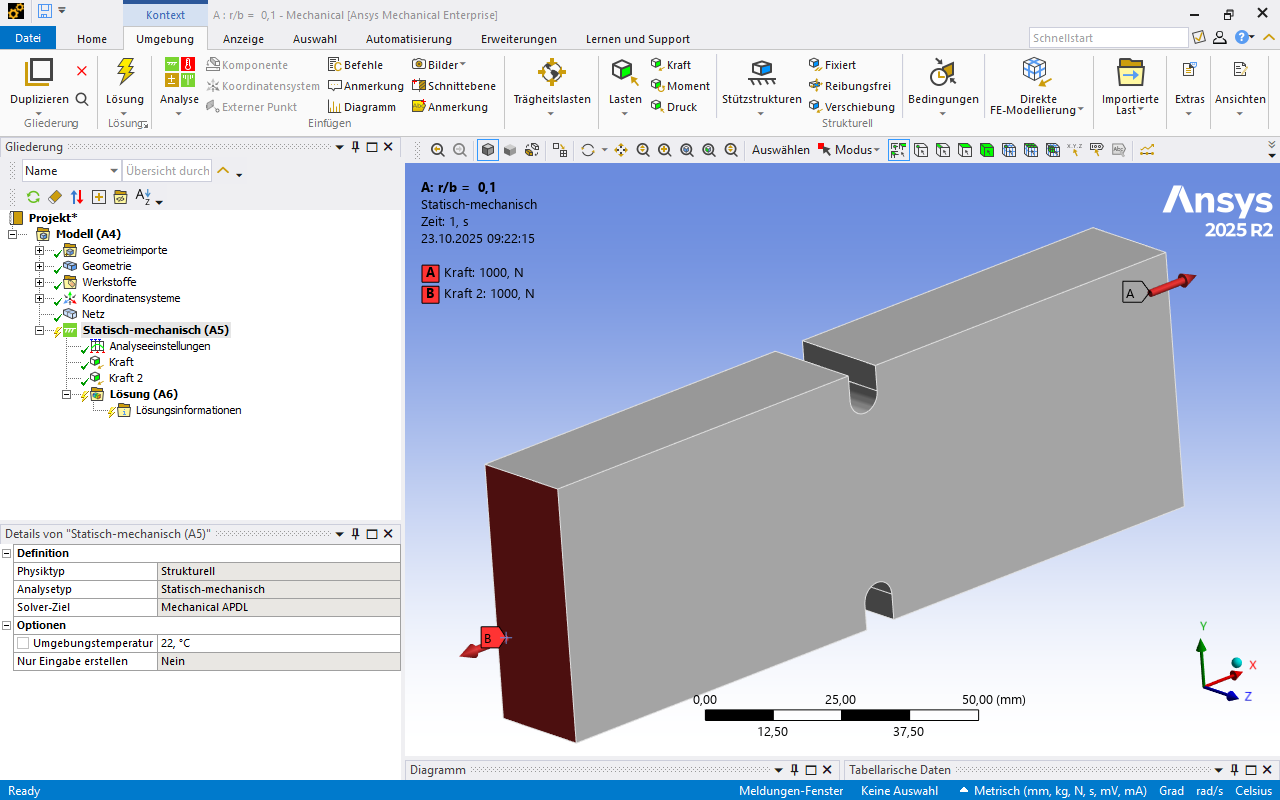 Kontext
A : r/b =  0,1 - Mechanical [Ansys Mechanical Enterprise]
Datei Home Umgebung Anzeige Auswahl Automatisierung Erweiterungen Lernen und Support Schnellstart
Duplizieren
Gliederung
Lösung
Lösung
Analyse
Komponente
Koordinatensystem
Externer Punkt
Befehle
Anmerkung
Diagramm
Bilder
Schnittebene
Anmerkung
Einfügen
Trägheitslasten
Lasten
Kraft
Moment
Druck
Stützstrukturen
Fixiert
Reibungsfrei
Verschiebung
Strukturell
Bedingungen
Direkte
FE-Modellierung
Importierte
Last
Extras
Ansichten
Gliederung
Name Übersicht durch
Projekt*
Modell (A4)
Geometrieimporte
Geometrie
Werkstoffe
Koordinatensysteme
Netz
Statisch-mechanisch (A5)
Analyseeinstellungen
Kraft
Kraft 2
Lösung (A6)
Lösungsinformationen
Details von "Statisch-mechanisch (A5)"
Definition
Physiktyp Strukturell
Analysetyp Statisch-mechanisch
Solver-Ziel Mechanical APDL
Optionen
Umgebungstemperatur 22, °C
Nur Eingabe erstellen Nein
Auswählen Modus
A: r/b =  0,1
Statisch-mechanisch
Zeit: 1, s
23.10.2025 09:22:15
A Kraft: 1000, N
B Kraft 2: 1000, N
Ansys
2025 R2
A
B
Y
X
Z
0,00 25,00 50,00 (mm)
12,50 37,50
Diagramm
Tabellarische Daten
Ready Meldungen-Fenster Keine Auswahl Metrisch (mm, kg, N, s, mV, mA) Grad rad/s Celsius